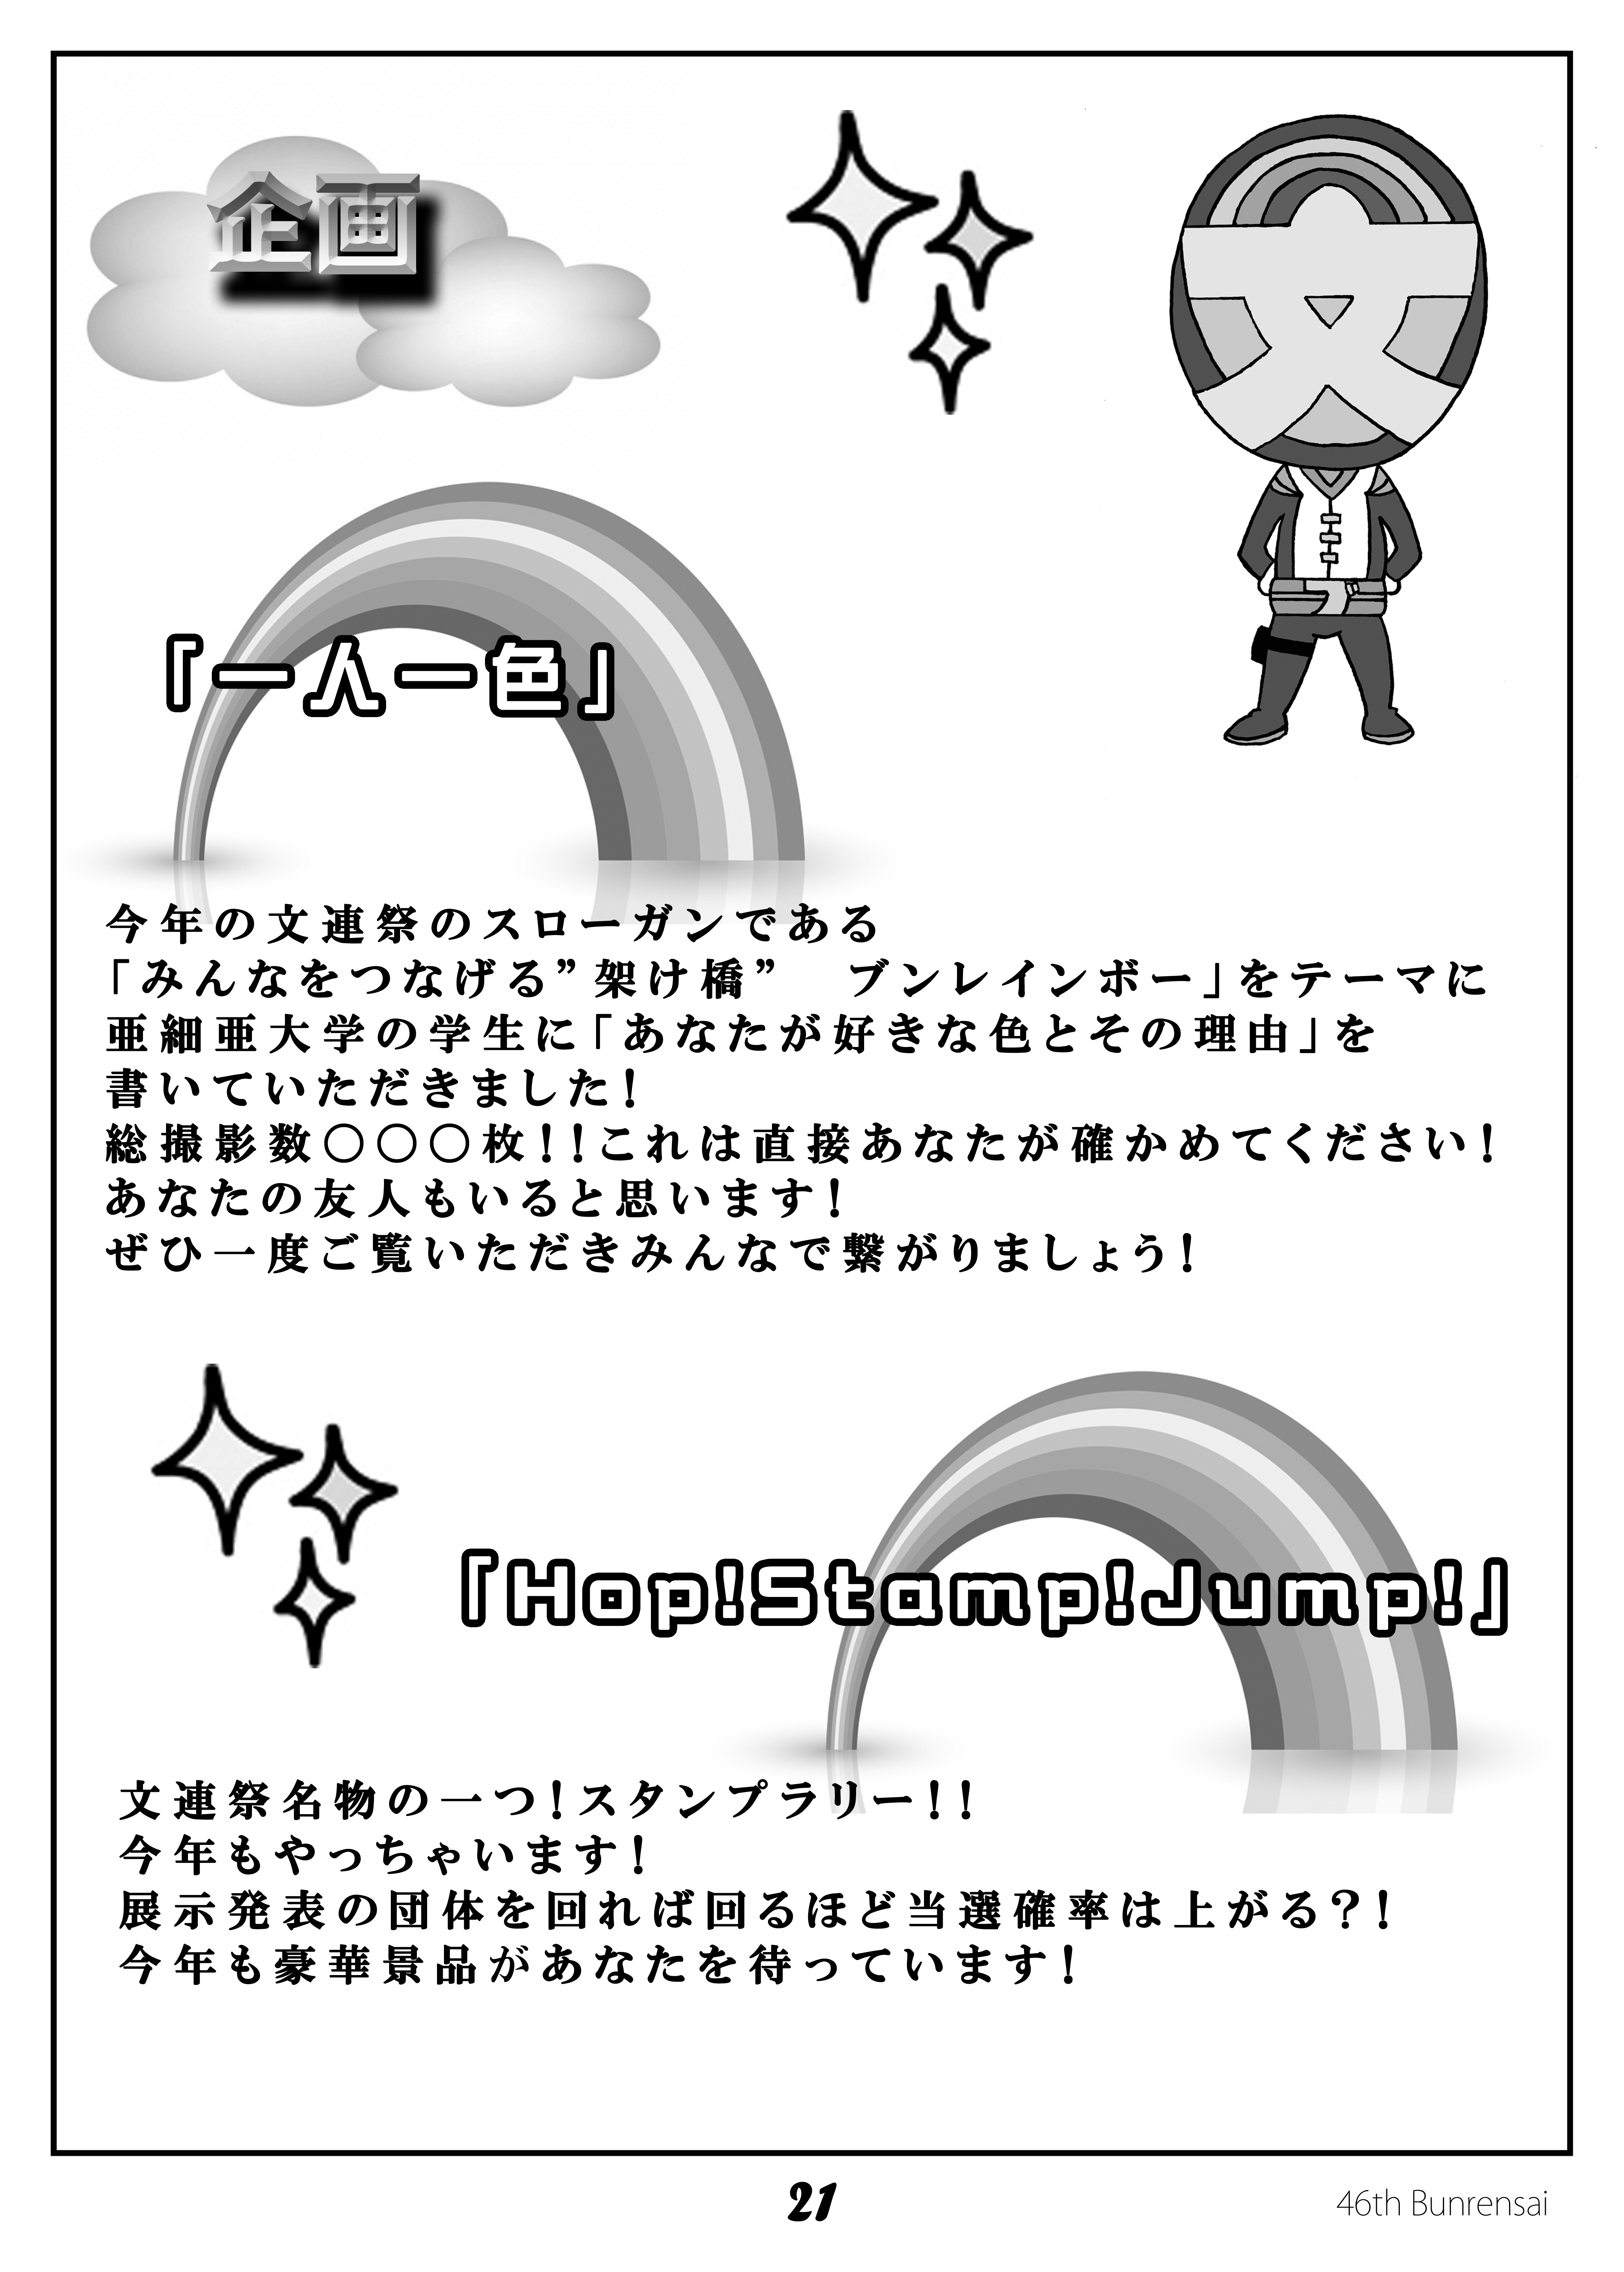 企画
「一人一色」
今年の文連祭のスローガンである
「みんなをつなげる”架け橋”　ブンレインボー」をテーマに
亜細亜大学の学生に「あなたが好きな色とその理由」を
書いていただきました！
総撮影数〇〇〇枚！！これは直接あなたが確かめてください！
あなたの友人もいると思います！
ぜひ一度ご覧いただきみんなで繋がりましょう！
「Hop!Stamp!Jump!」
文連祭名物の一つ！スタンプラリー！！
今年もやっちゃいます！
展示発表の団体を回れば回るほど当選確率は上がる？！
今年も豪華景品があなたを待っています！
21
46th Bunrensai